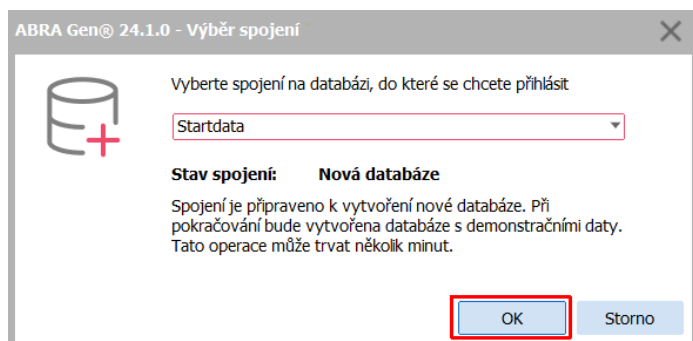 ABRA Gen® 24.1.0 - Výběr spojení
Vyberte spojení na databázi, do které se chcete přihlásit
Startdata
Stav spojení: Nová databáze
Spojení je připraveno k vytvoření nové databáze. Při
pokračování bude vytvořena databáze s demonstračními daty.
Tato operace může trvat několik minut.
OK Storno